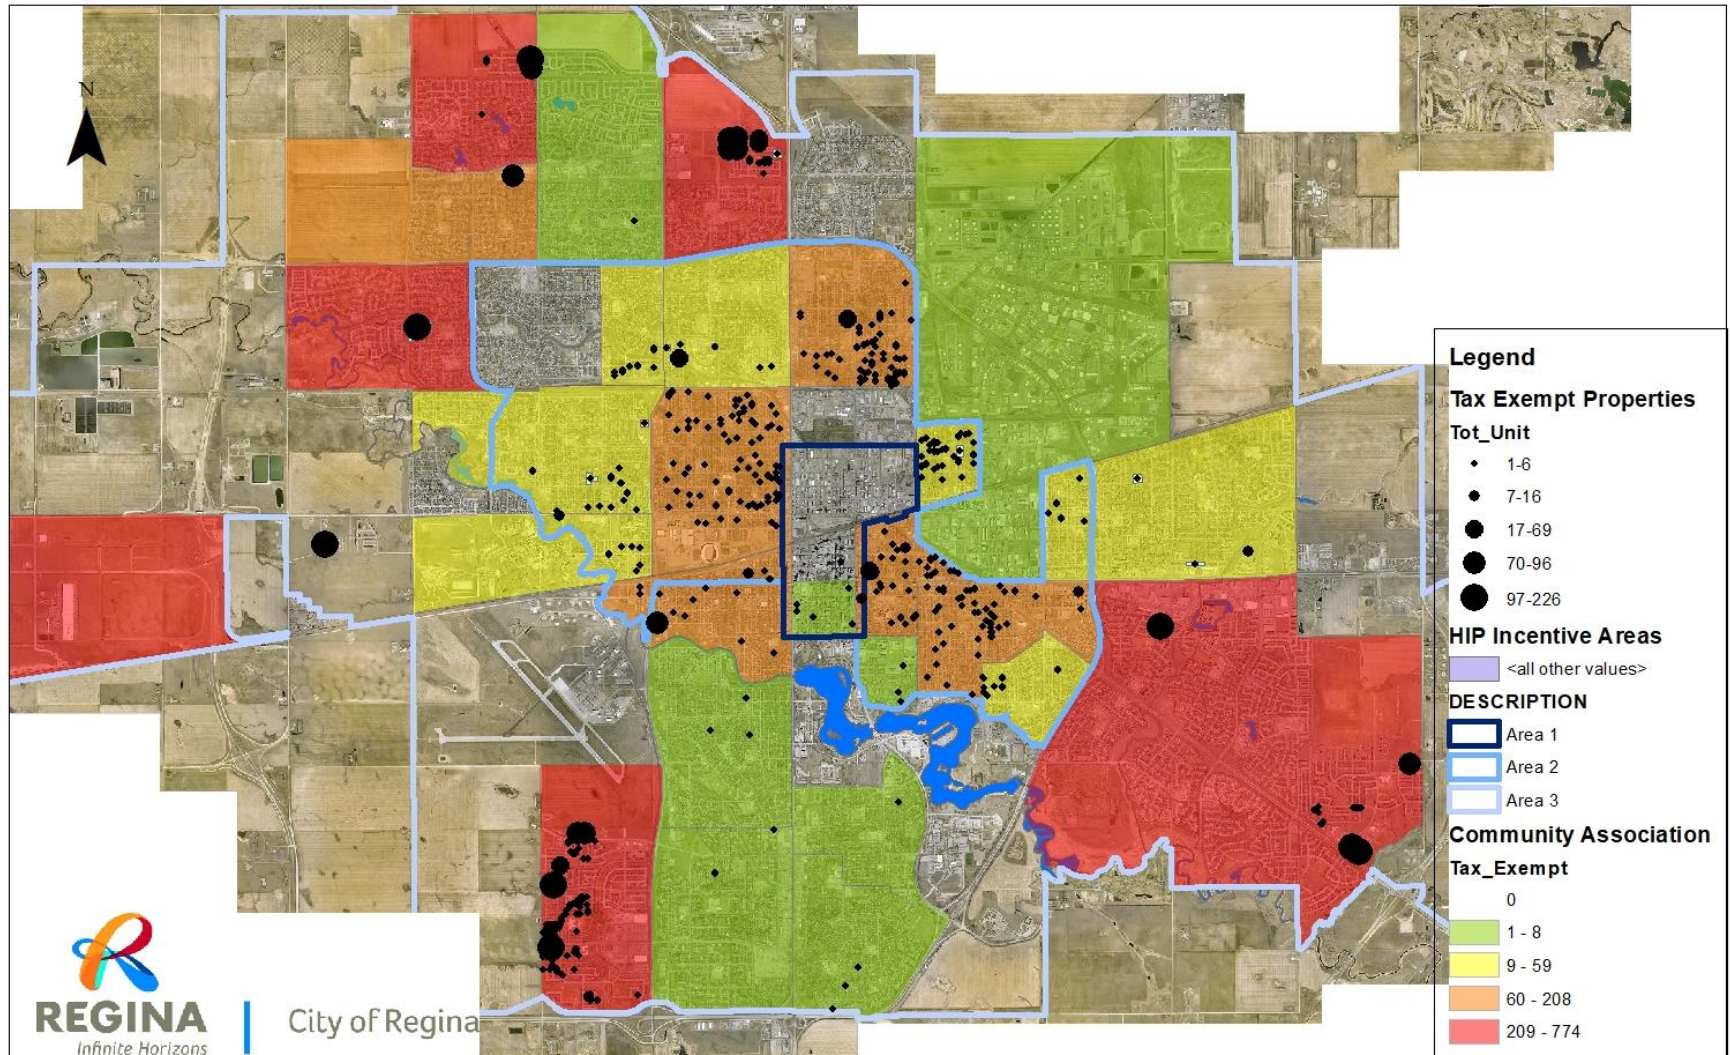 N
Legend
Tax Exempt Properties
Tot_Unit
1-6
7-16
17-69
70-96
97-226
HIP Incentive Areas
<all other values>
DESCRIPTION
Area 1
Area 2
Area 3
Community Association
Tax_Exempt
0
1 - 8
9 - 59
60 - 208
209 - 774
REGINA
Infinite Horizons
City of Regina